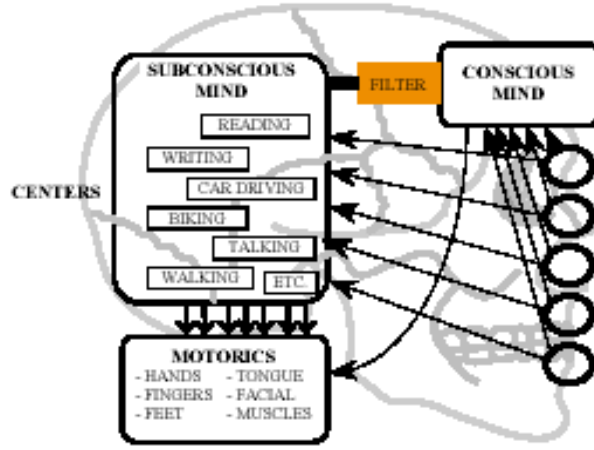 SUBCONSCIOUS
MIND
FILTER
CONSCIOUS
MIND
READING
WRITING
CENTERS
CAR DRIVING
BIKING
TALKING
WALKING
ETC.
MOTORICS
- HANDS - TONGUE
- FINGERS - FACIAL
- FEET - MUSCLES